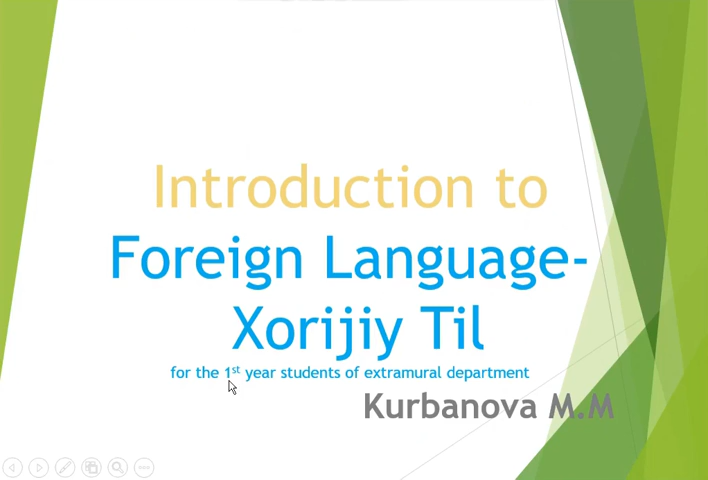 Introduction to
Foreign Language-
Xorijiy Til
for the 1st year students of extramural department
Kurbanova M.M